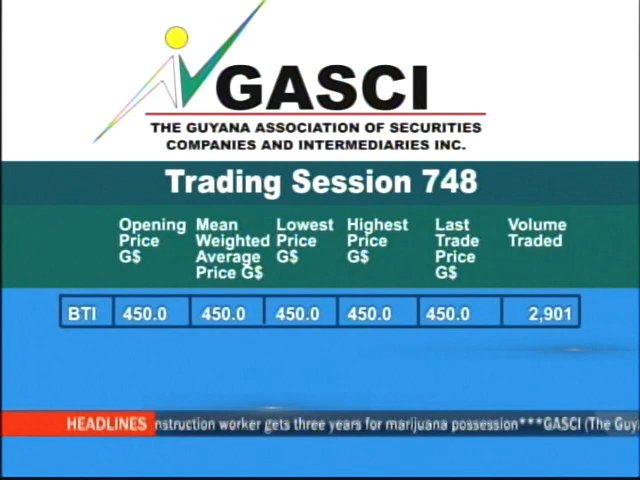 GASCI
THE GUYANA ASSOCIATION OF SECURITIES
COMPANIES AND INTERMEDIARIES INC.
Trading Session 748
Opening Price G$
Mean Weighted Average Price G$
Lowest Price G$
Highest Price G$
Last Trade Price G$
Volume Traded
BTI 450.0 450.0 450.0 450.0 450.0 2,901
HEADLINES nstruction worker gets three years for marijuana possession***GASCI (The Guy